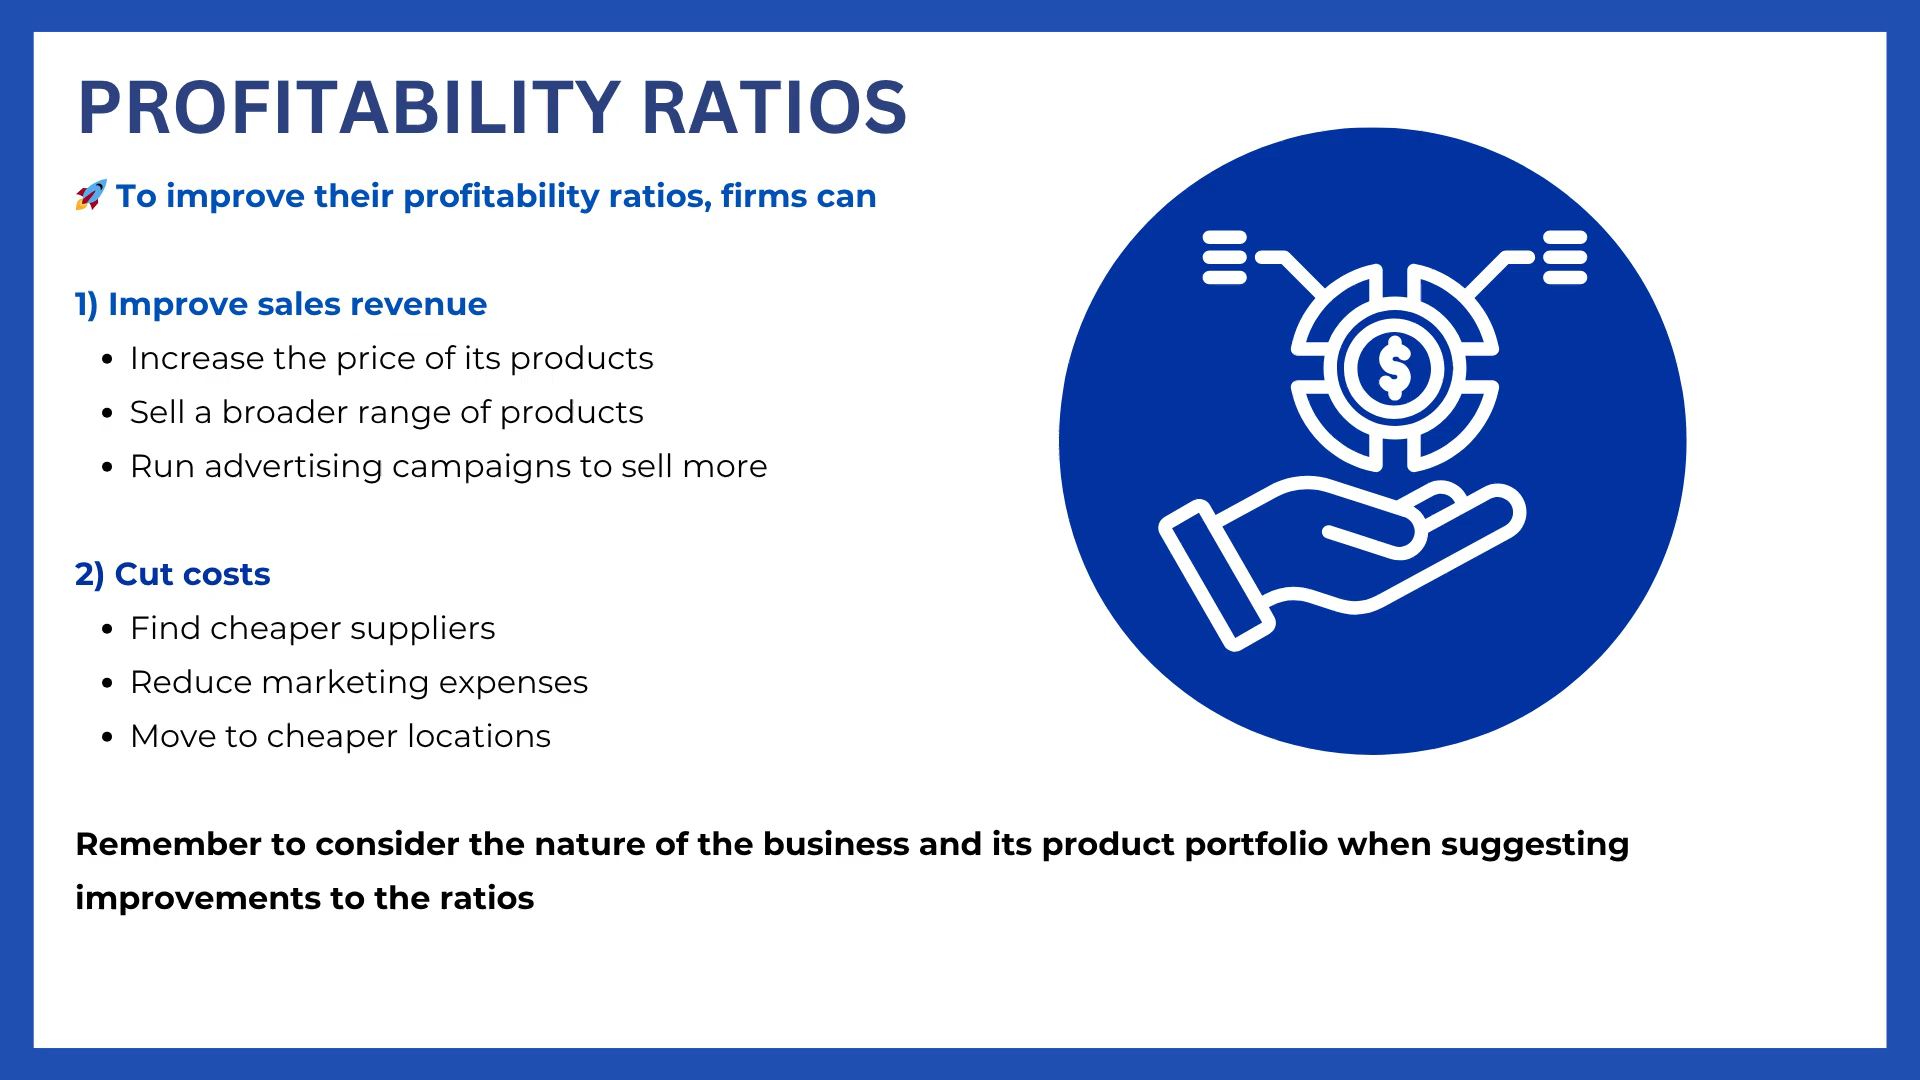 PROFITABILITY RATIOS
🚀 To improve their profitability ratios, firms can
1) Improve sales revenue
• Increase the price of its products
• Sell a broader range of products
• Run advertising campaigns to sell more
2) Cut costs
• Find cheaper suppliers
• Reduce marketing expenses
• Move to cheaper locations
$
Remember to consider the nature of the business and its product portfolio when suggesting
improvements to the ratios